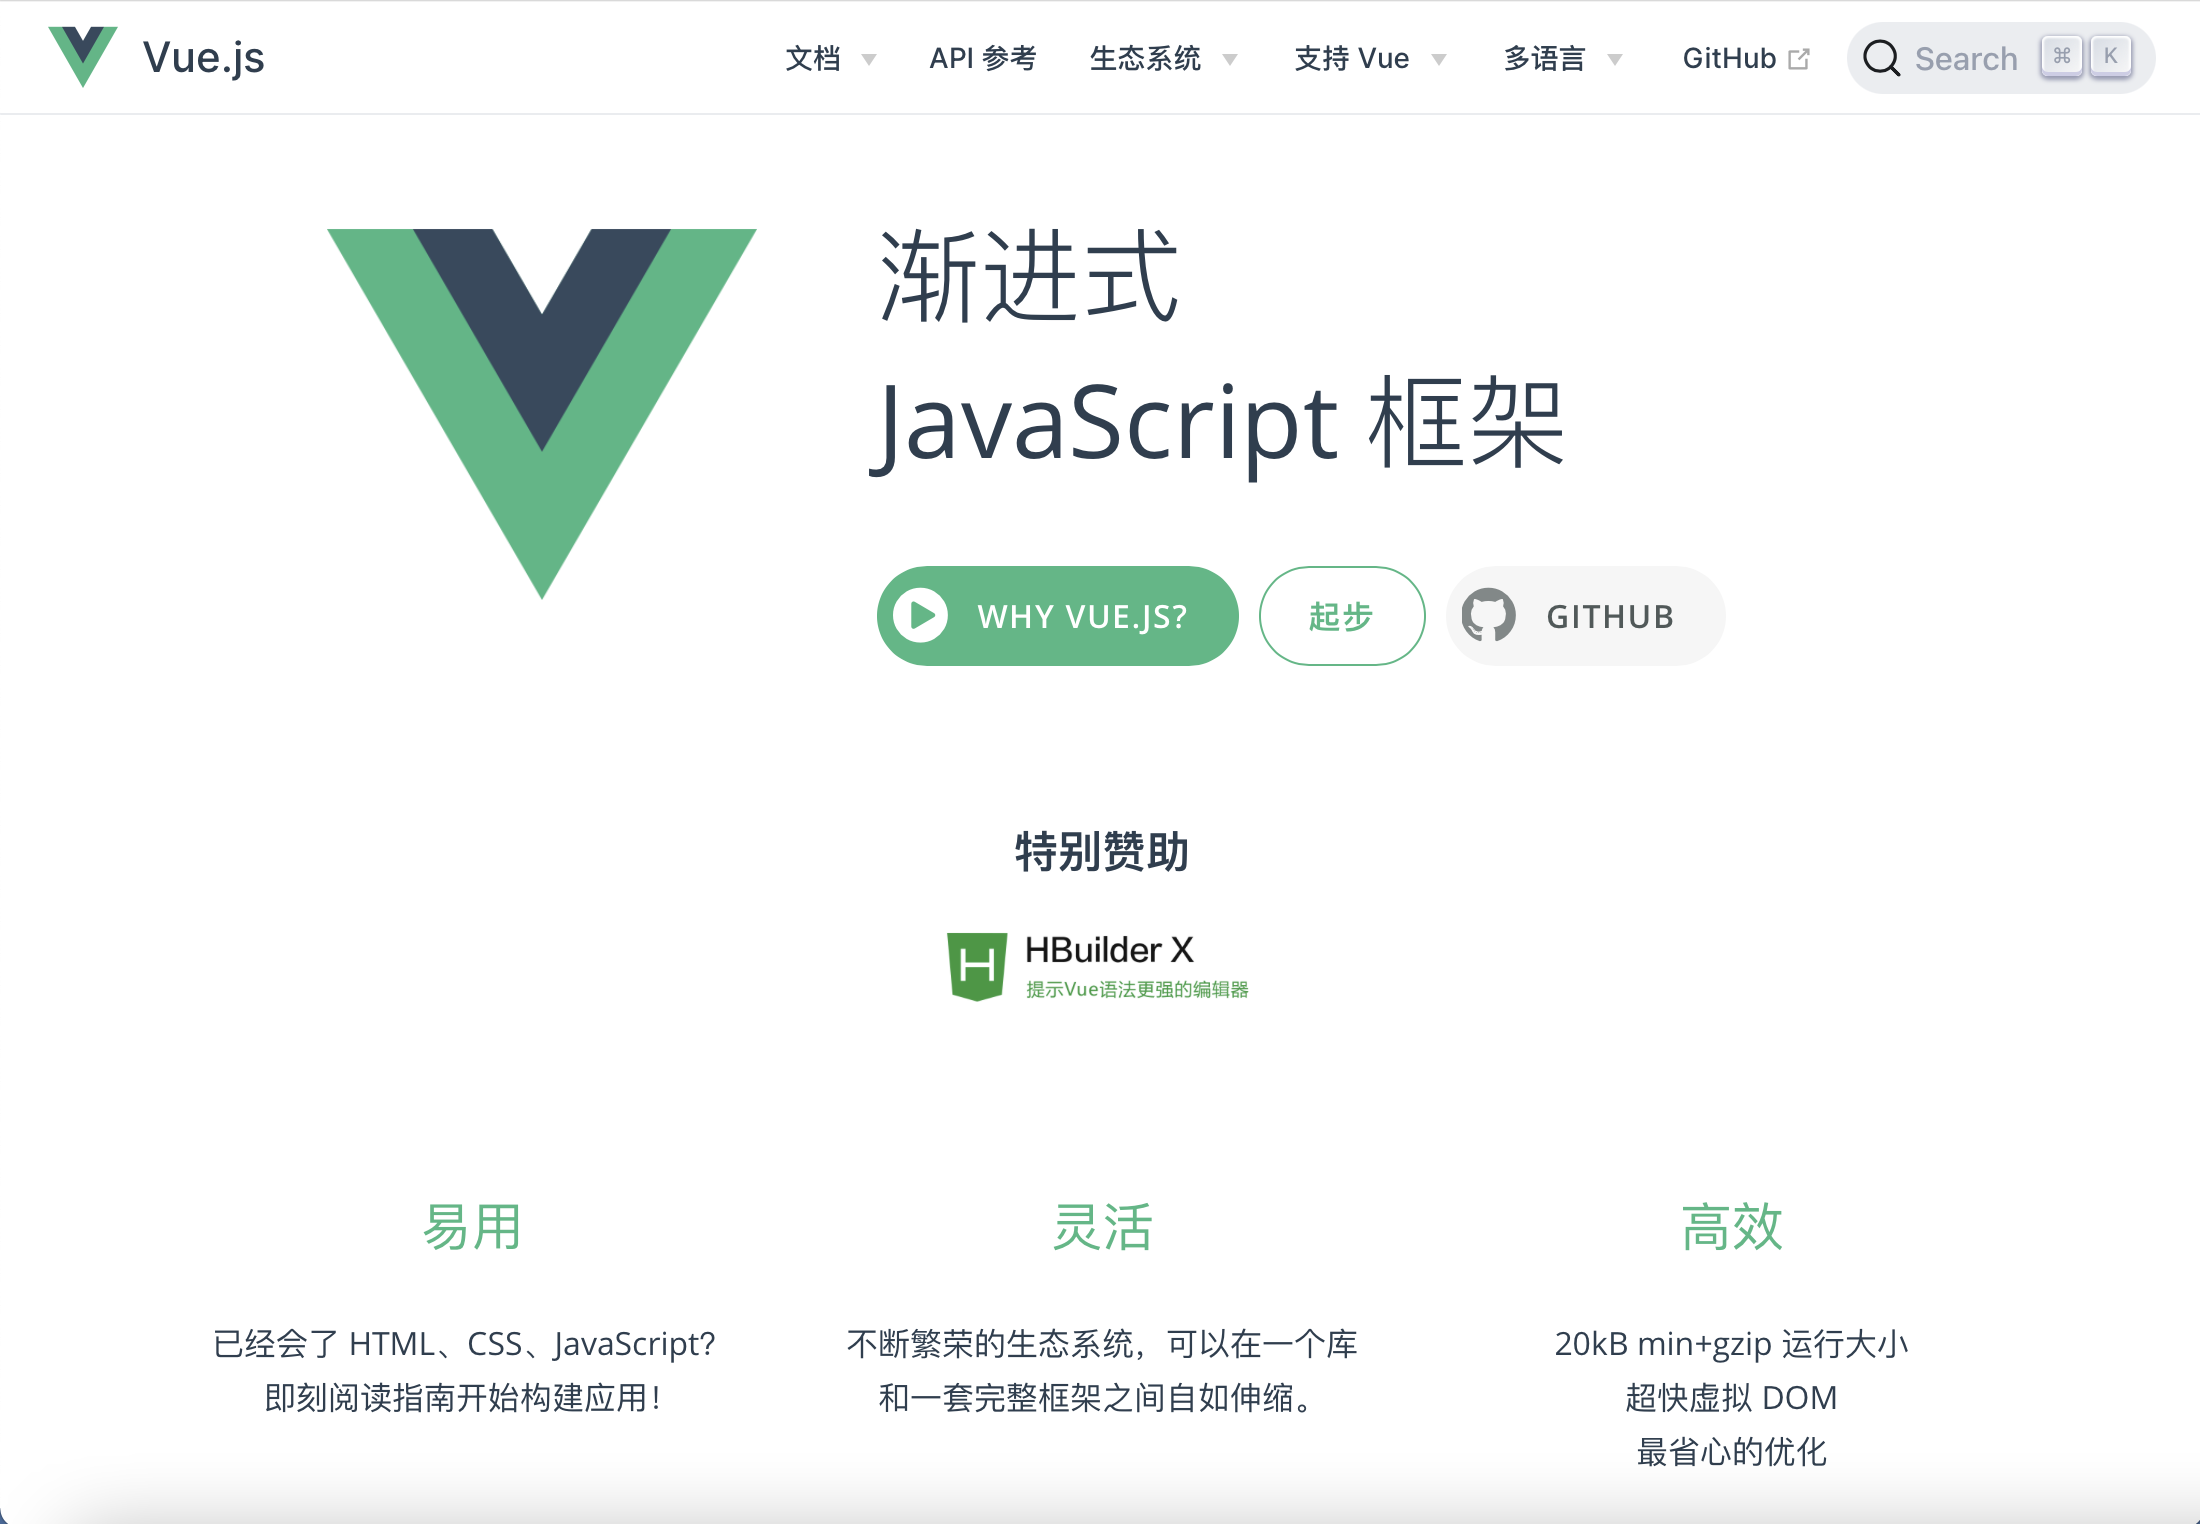 Vue.js
文档
API 参考
生态系统
支持 Vue
多语言
GitHub
Search ⌘ K
渐进式
JavaScript 框架
WHY VUE.JS?
起步
GITHUB
特别赞助
H
HBuilder X
提示Vue语法更强的编辑器
易用
已经会了 HTML、CSS、JavaScript？
即刻阅读指南开始构建应用！
灵活
不断繁荣的生态系统，可以在一个库
和一套完整框架之间自如伸缩。
高效
20kB min+gzip 运行大小
超快虚拟 DOM
最省心的优化